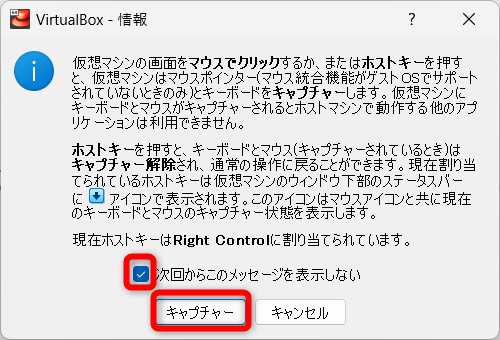 VirtualBox - 情報
仮想マシンの画面をマウスでクリックするか、またはホストキーを押す
と、仮想マシンはマウスポインター(マウス統合機能がゲストOSでサポート
されていないときのみ)とキーボードをキャプチャーします。仮想マシンに
キーボードとマウスがキャプチャーされるとホストマシンで動作する他のアプ
リケーションは利用できません。
ホストキーを押すと、キーボードとマウス(キャプチャーされているとき)は
キャプチャー解除され、通常の操作に戻ることができます。現在割り当
てられているホストキーは仮想マシンのウィンドウ下部のステータスバー
に アイコンで表示されます。このアイコンはマウスアイコンと共に現在
のキーボードとマウスのキャプチャー状態を表示します。
現在ホストキーはRight Controlに割り当てられています。
次回からこのメッセージを表示しない
キャプチャー キャンセル